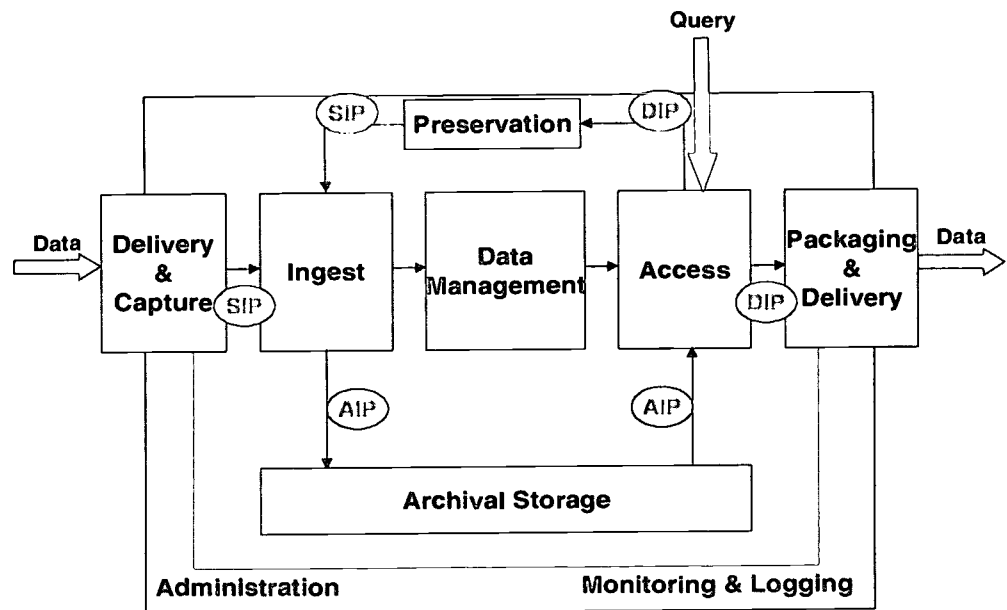 Query
SIP
DIP
Preservation
Data
Delivery
&
Capture
SIP
Ingest
Data
Management
Access
DIP
Packaging
&
Delivery
Data
AIP
AIP
Archival Storage
Administration
Monitoring & Logging